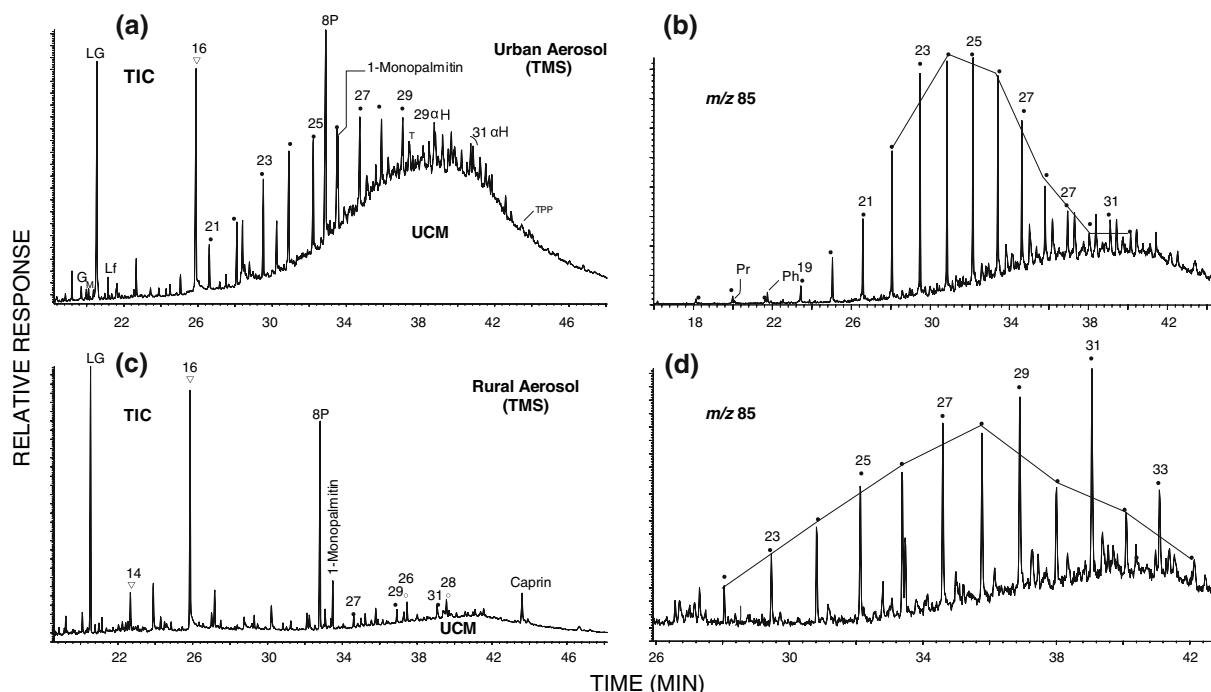 RELATIVE RESPONSE
(a)
TIC
Urban Aerosol
(TMS)
LG
16
8P
1-Monopalmitin
27
29
29 α H
31 αH
T
25
23
21
G
M
Lf
UCM
TPP
22 26 30 34 38 42 46
(b)
m/z 85
23
25
27
21
27
31
Pr
Ph
19
18 22 26 31 34 38 42
(c)
TIC
Rural Aerosol
(TMS)
LG
16
8P
14
1-Monopalmitin
27
29
26
31
28
Caprin
UCM
22 26 30 34 38 42 46
(d)
m/z 85
23
25
27
29
31
33
26 30 34 38 42
TIME (MIN)